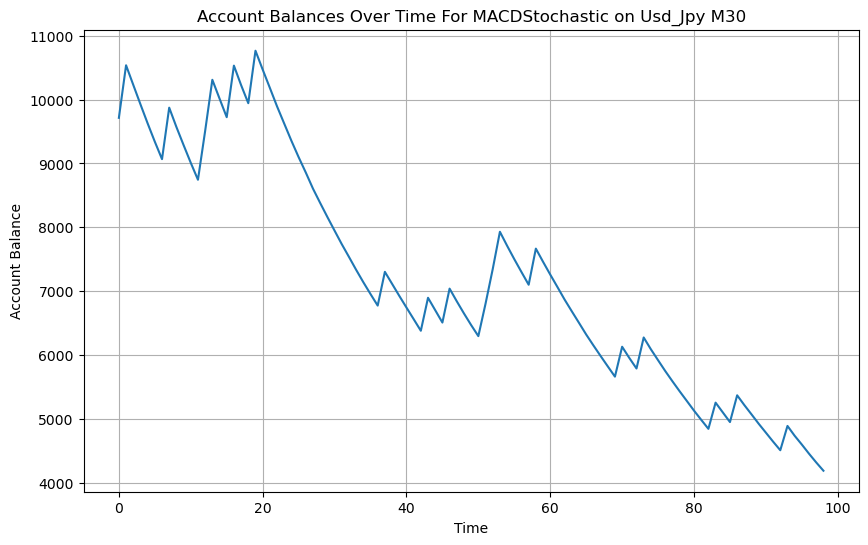 Account Balances Over Time For MACDStochastic on Usd_Jpy M30
11000
10000
9000
8000
7000
6000
5000
4000
Account Balance
0 20 40 60 80 100
Time